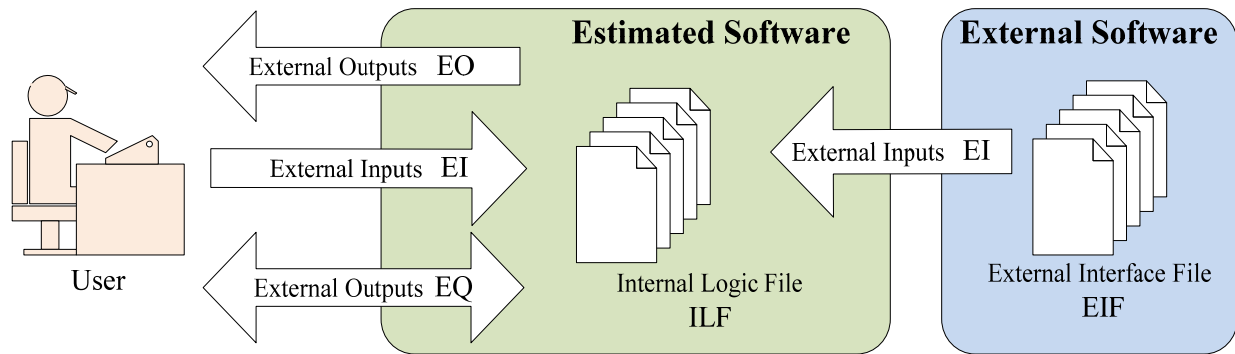 Estimated Software
External Software
External Outputs EO
External Inputs EI
External Inputs EI
External Outputs EQ
User
Internal Logic File
ILF
External Interface File
EIF